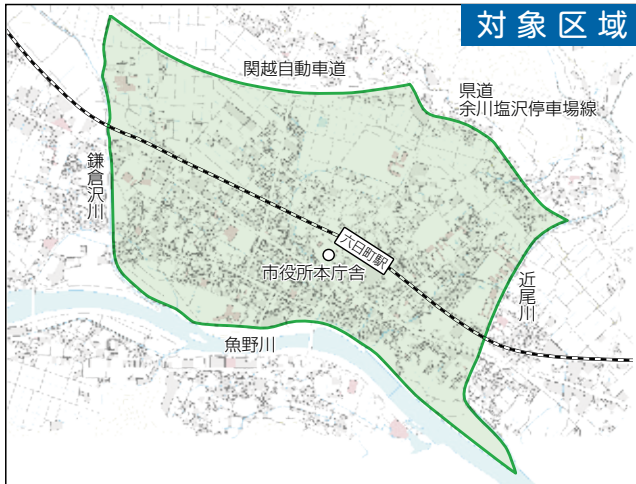 対象区域
関越自動車道
県道
余川塩沢停車場線
鎌倉沢川
六日町駅
市役所本庁舎
近尾川
魚野川